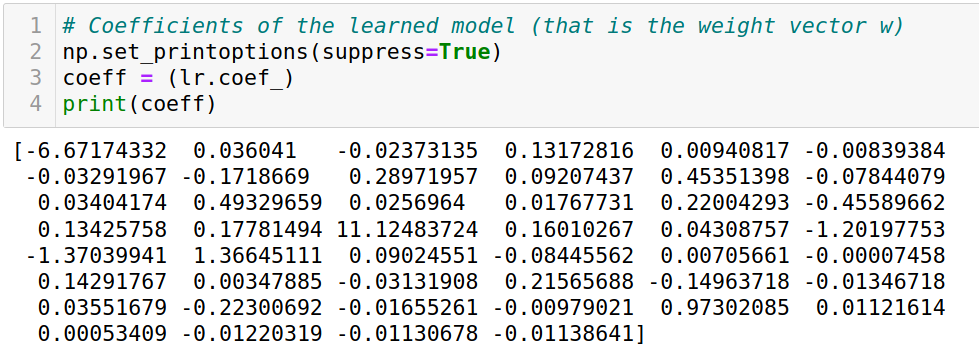 1 # Coefficients of the learned model (that is the weight vector w)
2 np.set_printoptions(suppress=True)
3 coeff = (lr.coef_)
4 print(coeff)
[-6.67174332 0.036041 -0.02373135 0.13172816 0.00940817 -0.00839384
-0.03291967 -0.1718669 0.28971957 0.09207437 0.45351398 -0.07844079
0.03404174 0.49329659 0.0256964 0.01767731 0.22004293 -0.45589662
0.13425758 0.17781494 11.12483724 0.16010267 0.04308757 -1.20197753
-1.37039941 1.36645111 0.09024551 -0.08445562 0.00705661 -0.00007458
0.14291767 0.00347885 -0.03131908 0.21565688 -0.14963718 -0.01346718
0.03551679 -0.22300692 -0.01655261 -0.00979021 0.97302085 0.01121614
0.00053409 -0.01220319 -0.01130678 -0.01138641]